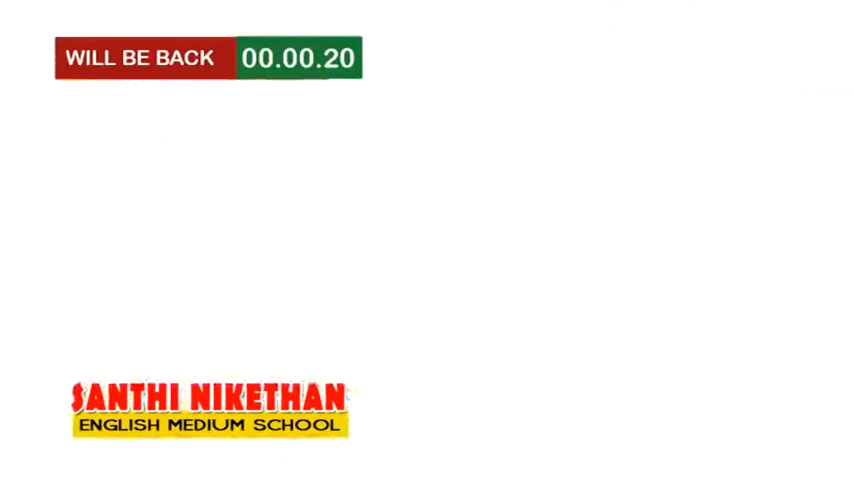 WILL BE BACK 00.00.20
SANTHI NIKETHAN
ENGLISH MEDIUM SCHOOL